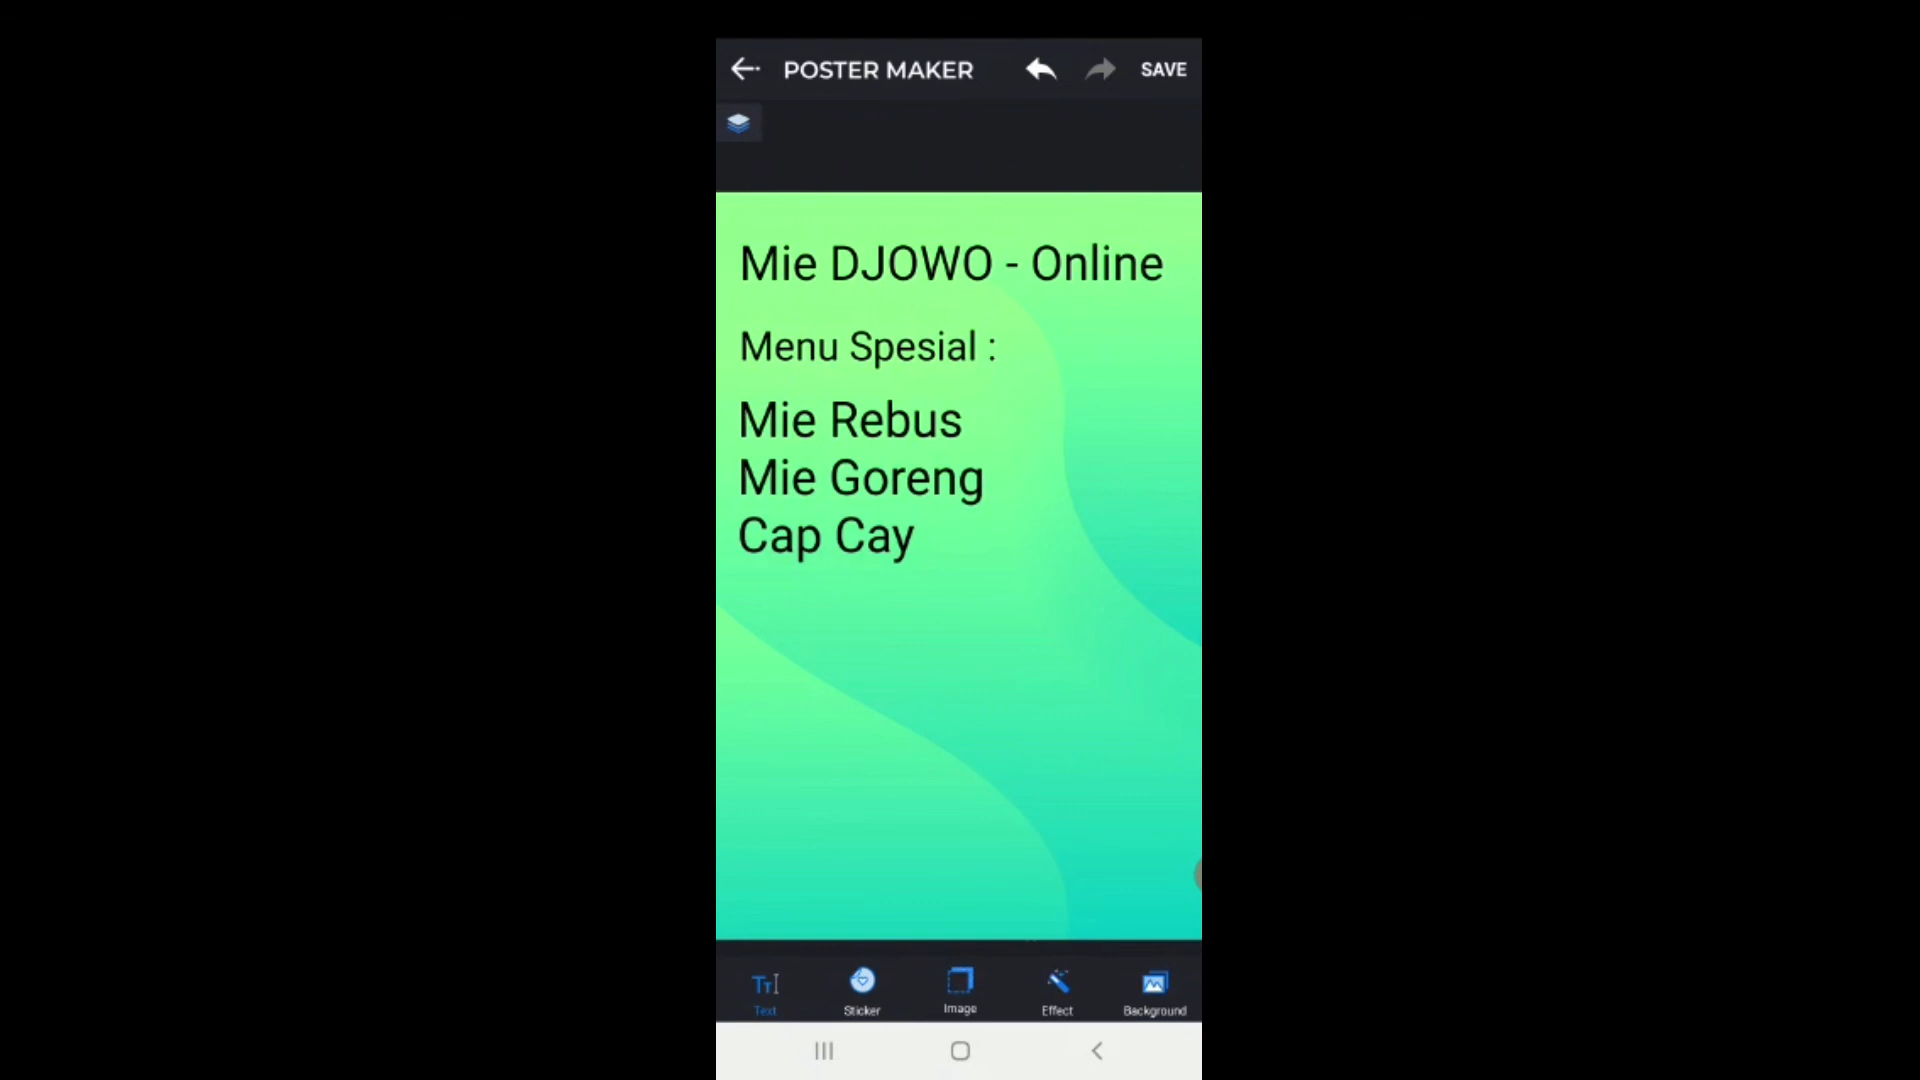 POSTER MAKER
SAVE
Mie DJOWO - Online
Menu Spesial :
Mie Rebus
Mie Goreng
Cap Cay
Text
Sticker
Image
Effect
Background